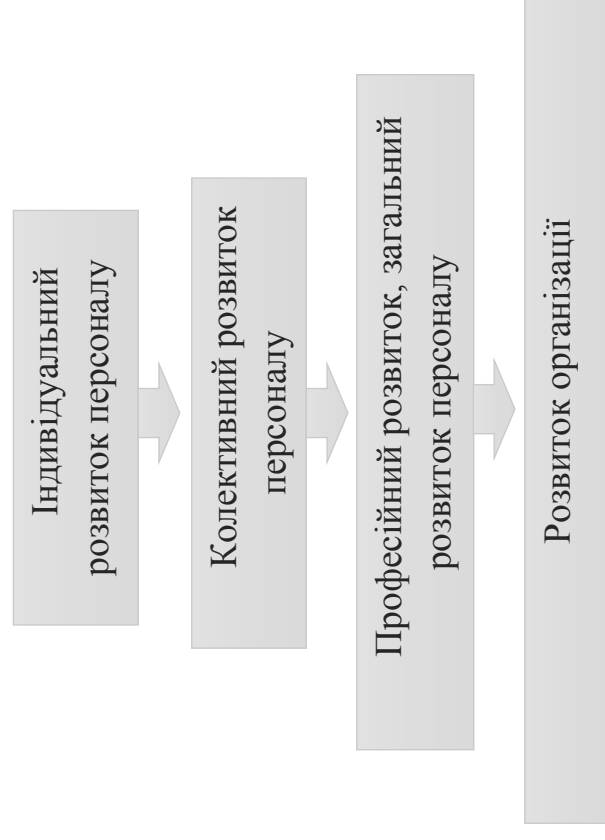 Індивідуальний
розвиток персоналу
Колективний розвиток
персоналу
Професійний розвиток, загальний
розвиток персоналу
Розвиток організації